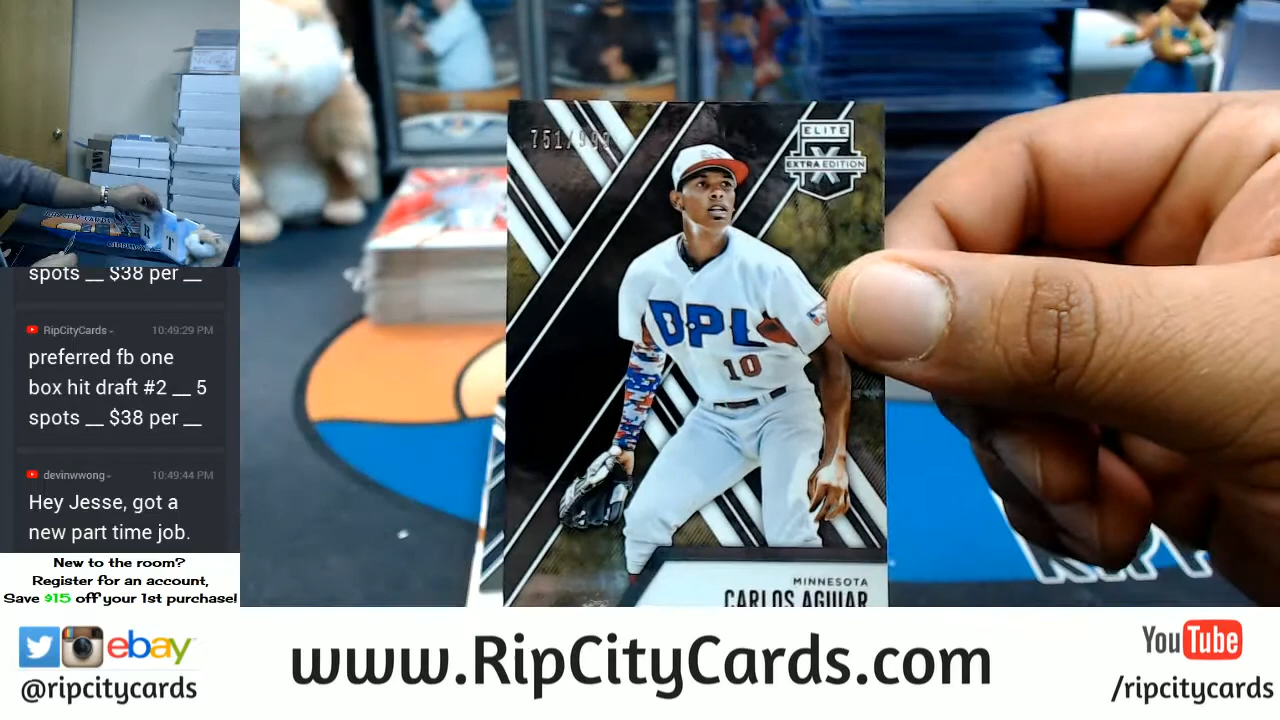 spots __ $38 per __
RipCityCards 10:49:29 PM
preferred fb one
box hit draft #2 __ 5
spots __ $38 per __
devinwwong 10:49:44 PM
Hey Jesse, got a
new part time job.
New to the room?
Register for an account,
Save $15 off your 1st purchase!
751/999
ELITE
X
EXTRA EDITION
DPL
10
MINNESOTA
CARLOS AGUIAR
R T
ebay
@ripcitycards
www.RipCityCards.com
YouTube
/ripcitycards